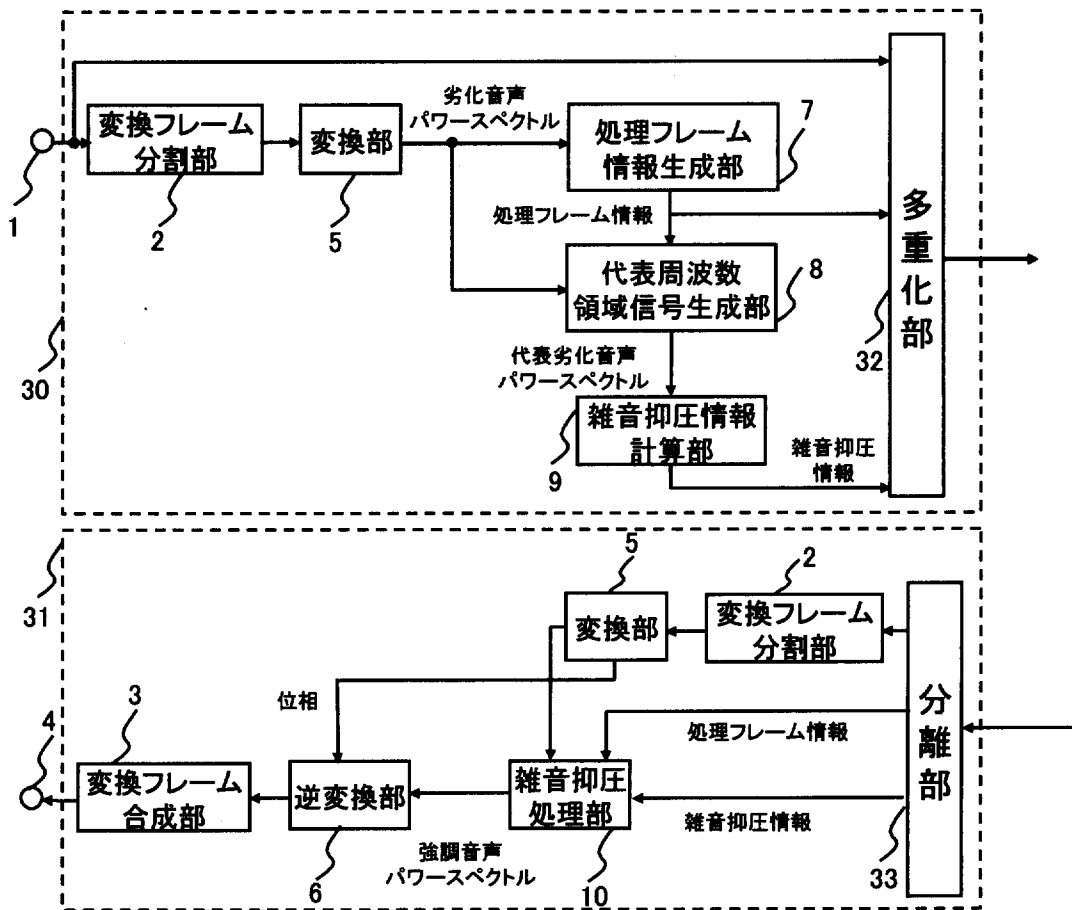 劣化音声
パワースペクトル
変換フレーム
分割部
変換部
処理フレーム
情報生成部
7
1
2
5
処理フレーム情報
多重化部
代表周波数
領域信号生成部
8
30
32
代表劣化音声
パワースペクトル
雑音抑圧情報
計算部
9
雑音抑圧
情報
31
5
2
変換部
変換フレーム
分割部
分離部
位相
処理フレーム情報
3
4
変換フレーム
合成部
逆変換部
雑音抑圧
処理部
雑音抑圧情報
6
強調音声
パワースペクトル
10
33